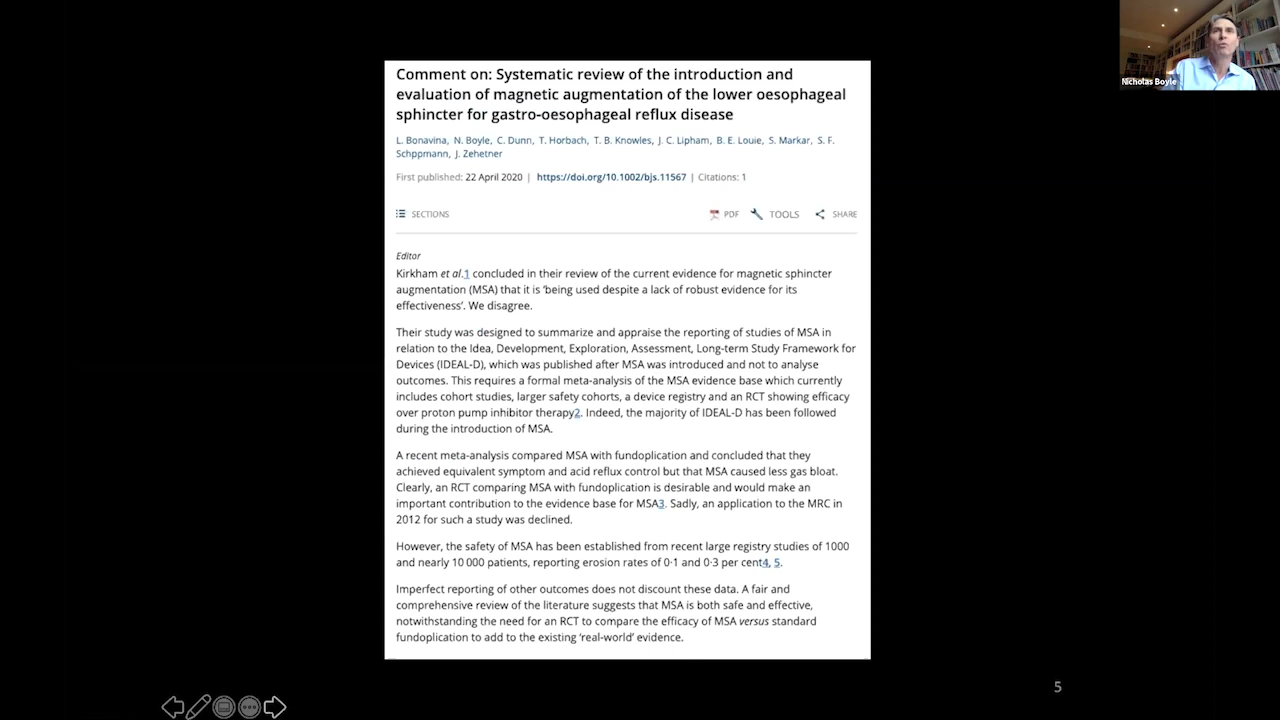 Comment on: Systematic review of the introduction and
evaluation of magnetic augmentation of the lower oesophageal
sphincter for gastro-oesophageal reflux disease
L. Bonavina, N. Boyle, C. Dunn, T. Horbach, T. B. Knowles, J. C. Lipham, B. E. Louie, S. Markar, S. F.
Schppmann, J. Zehetner
First published: 22 April 2020 | https://doi.org/10.1002/bjs.11567 | Citations: 1
SECTIONS PDF TOOLS SHARE
Editor
Kirkham et al.1 concluded in their review of the current evidence for magnetic sphincter
augmentation (MSA) that it is ‘being used despite a lack of robust evidence for its
effectiveness’. We disagree.
Their study was designed to summarize and appraise the reporting of studies of MSA in
relation to the Idea, Development, Exploration, Assessment, Long-term Study Framework for
Devices (IDEAL-D), which was published after MSA was introduced and not to analyse
outcomes. This requires a formal meta-analysis of the MSA evidence base which currently
includes cohort studies, larger safety cohorts, a device registry and an RCT showing efficacy
over proton pump inhibitor therapy2. Indeed, the majority of IDEAL-D has been followed
during the introduction of MSA.
A recent meta-analysis compared MSA with fundoplication and concluded that they
achieved equivalent symptom and acid reflux control but that MSA caused less gas bloat.
Clearly, an RCT comparing MSA with fundoplication is desirable and would make an
important contribution to the evidence base for MSA3. Sadly, an application to the MRC in
2012 for such a study was declined.
However, the safety of MSA has been established from recent large registry studies of 1000
and nearly 10 000 patients, reporting erosion rates of 0·1 and 0·3 per cent4, 5.
Imperfect reporting of other outcomes does not discount these data. A fair and
comprehensive review of the literature suggests that MSA is both safe and effective,
notwithstanding the need for an RCT to compare the efficacy of MSA versus standard
fundoplication to add to the existing ‘real-world’ evidence.
Nicholas Boyle
5